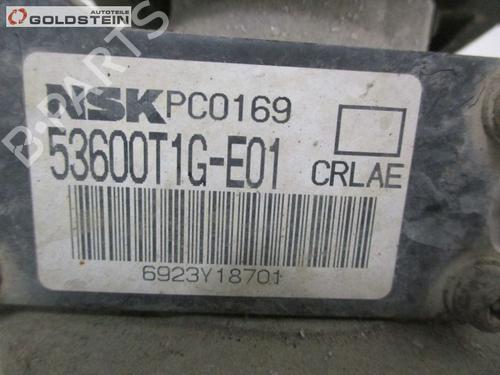 AUTOTEILE
GOLDSTEIN
B-PARTS
NSK PC0169
53600T1G-E01
CRLAE
6923Y18701